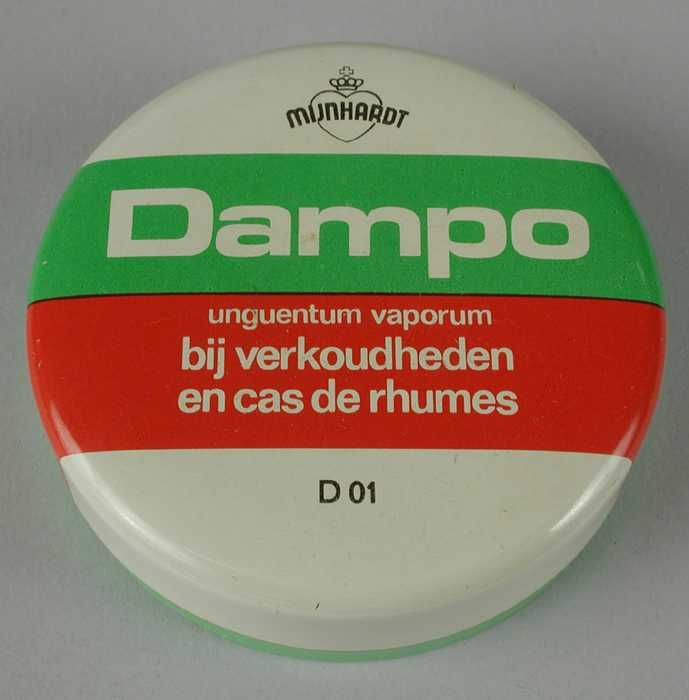 MIJNHARDT
Dampo
unguentum vaporum
bij verkoudheden
en cas de rhumes
D 01